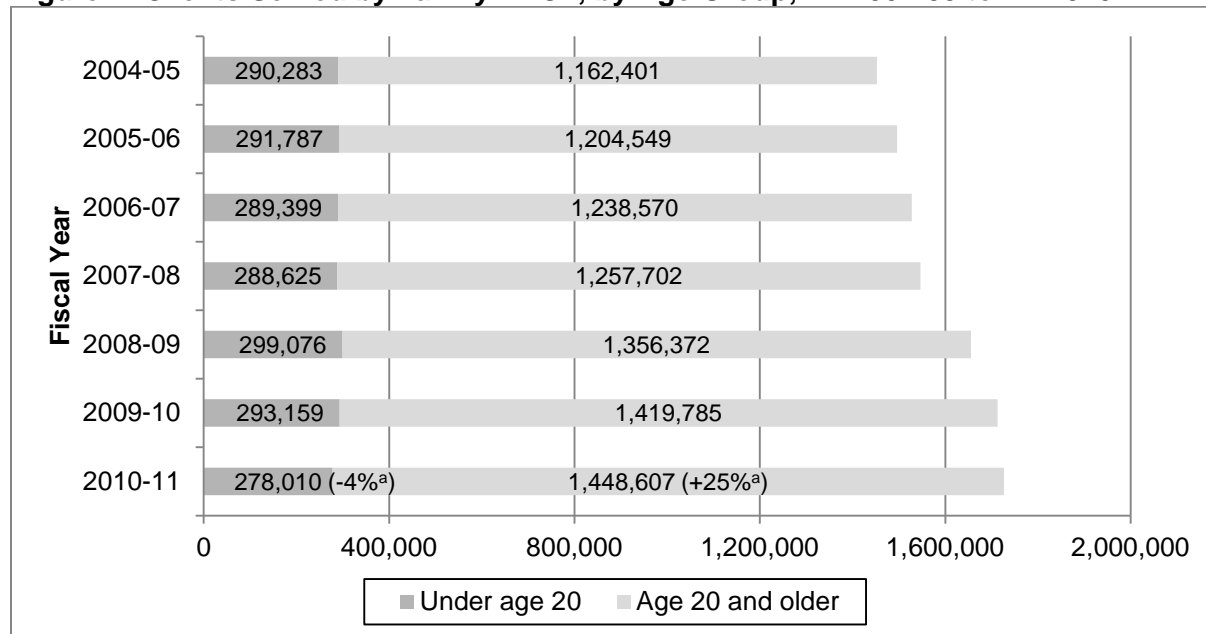 Fiscal Year
2004-05 290,283 1,162,401
2005-06 291,787 1,204,549
2006-07 289,399 1,238,570
2007-08 288,625 1,257,702
2008-09 299,076 1,356,372
2009-10 293,159 1,419,785
2010-11 278,010 (-4%ᵃ) 1,448,607 (+25%ᵃ)
0 400,000 800,000 1,200,000 1,600,000 2,000,000
Under age 20 Age 20 and older